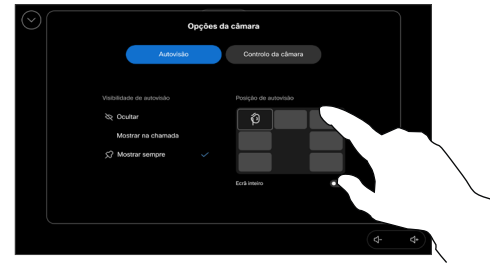 Opções da câmara
Autovisão
Controlo da câmara
Visibilidade de autovisão
Posição de autovisão
Ocultar
Mostrar na chamada
Mostrar sempre
Ecrã inteiro